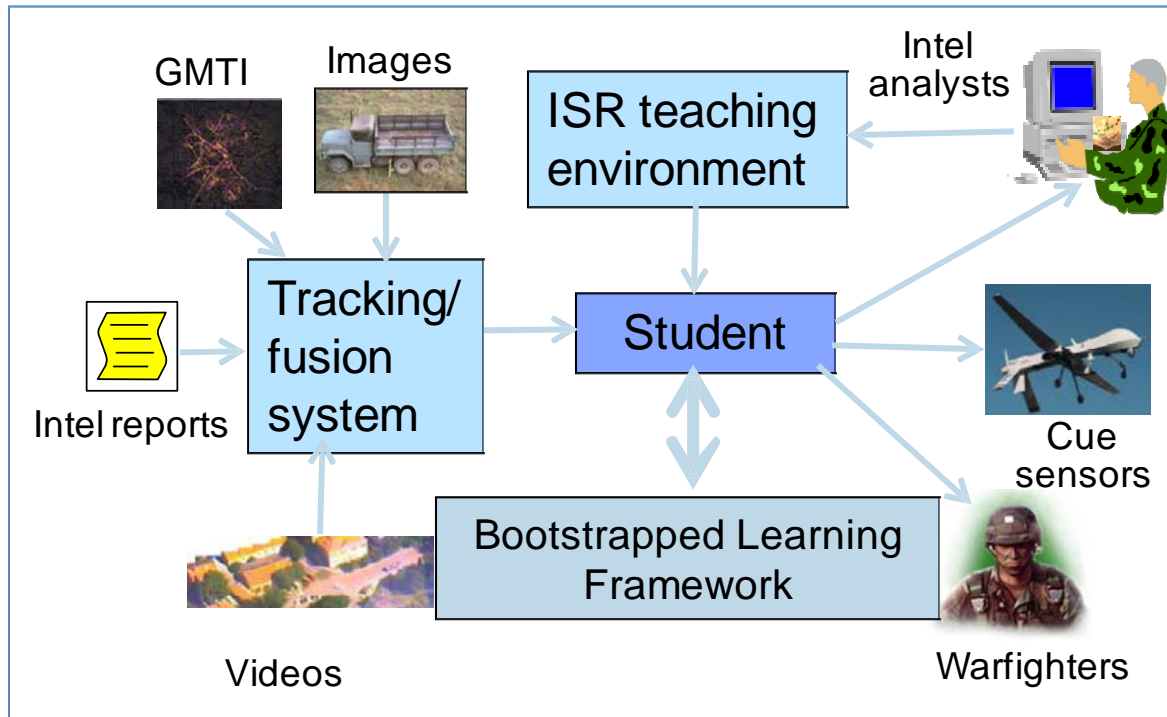 GMTI
Images
ISR teaching
environment
Intel
analysts
Tracking/
fusion
system
Student
Intel reports
Cue
sensors
Bootstrapped Learning
Framework
Videos
Warfighters